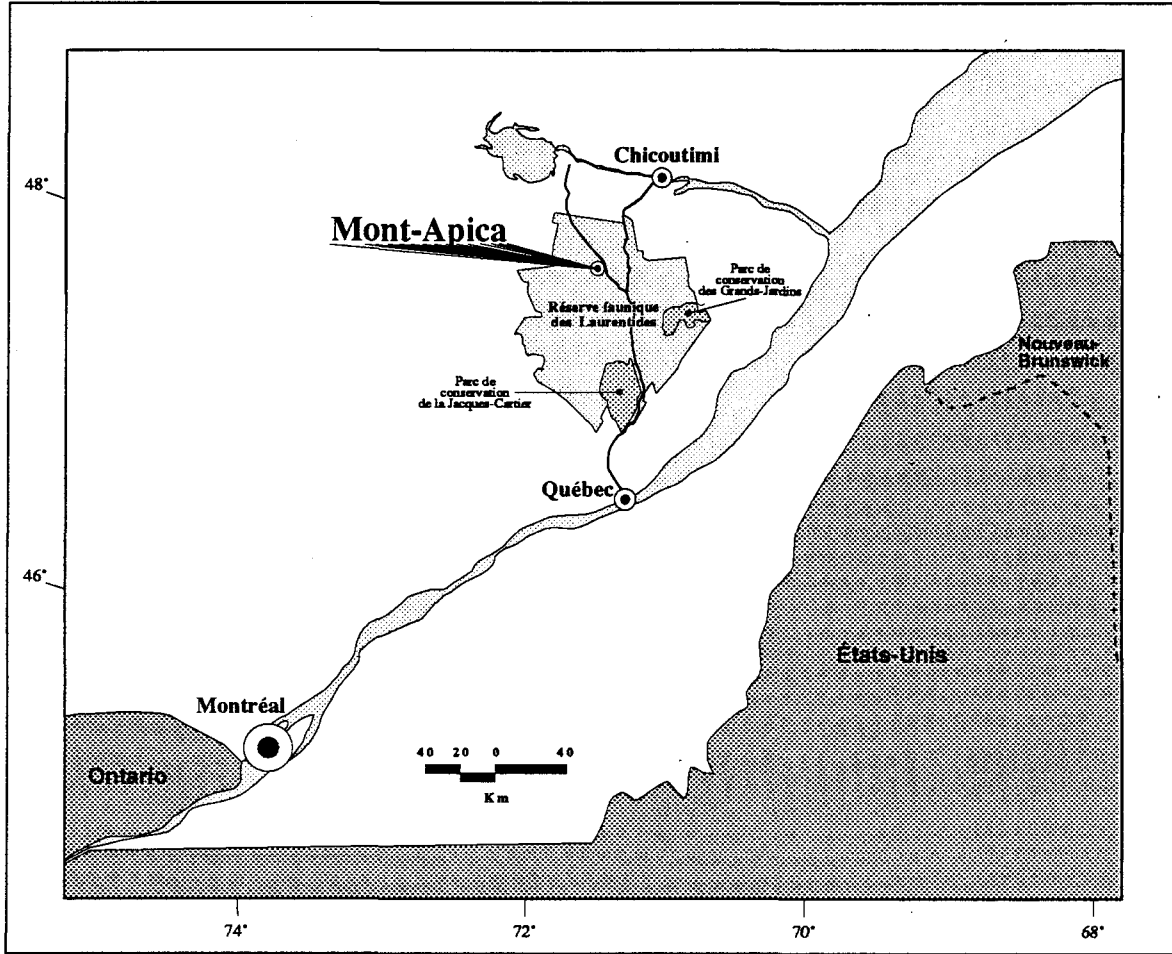 Chicoutimi
48°
Mont-Apica
Parc de
conservation
des Grands-Jardins
Réserve faunique
des Laurentides
Nouveau-
Brunswick
Parc de
conservation
de la Jacques-Cartier
Québec
46°
États-Unis
Montréal
Ontario
40 20 0 40
Km
74° 72° 70° 68°